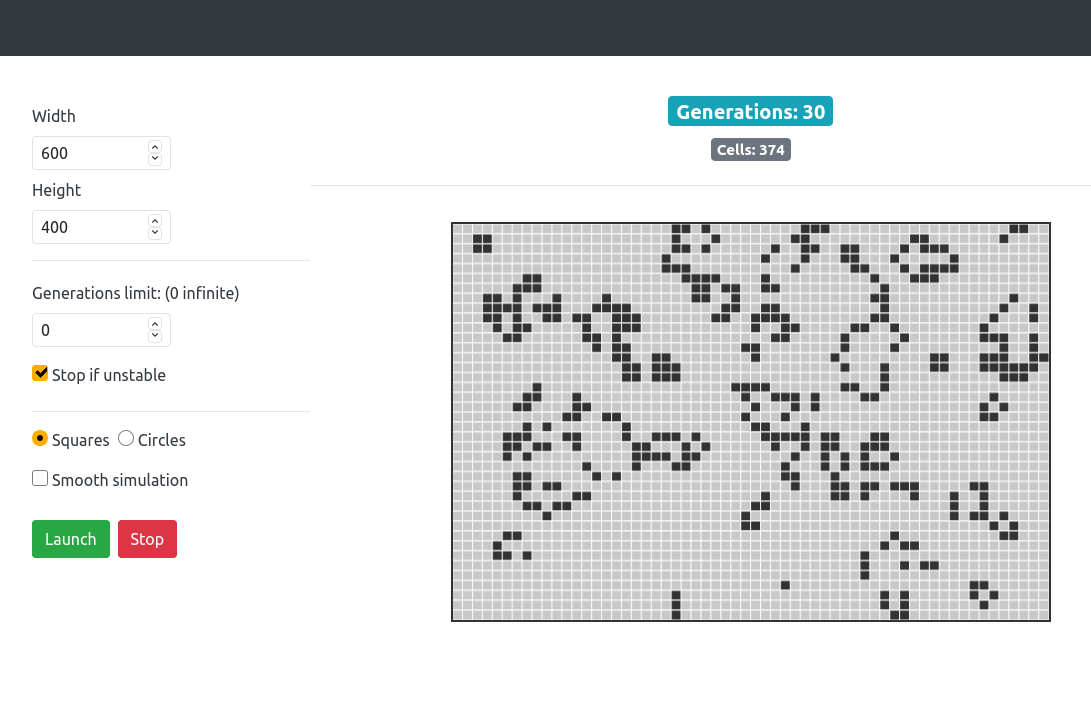 Width
600
Height
400
Generations limit: (0 infinite)
0
Stop if unstable
Squares Circles
Smooth simulation
Launch Stop
Generations: 30
Cells: 374